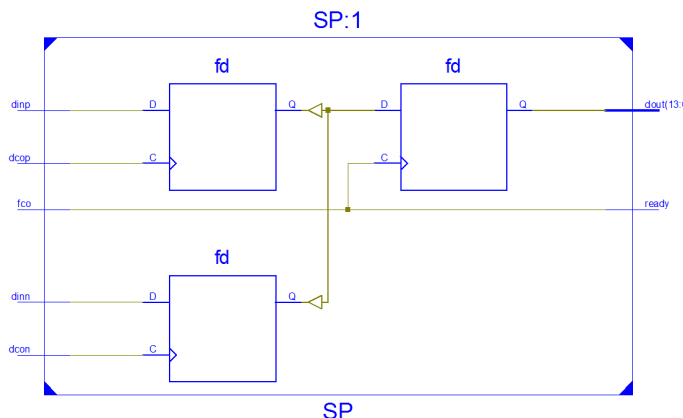 SP:1
fd fd
dinp D Q D Q dout(13:
dcop C C
fco ready
fd
dinn D Q
dcon C
SP